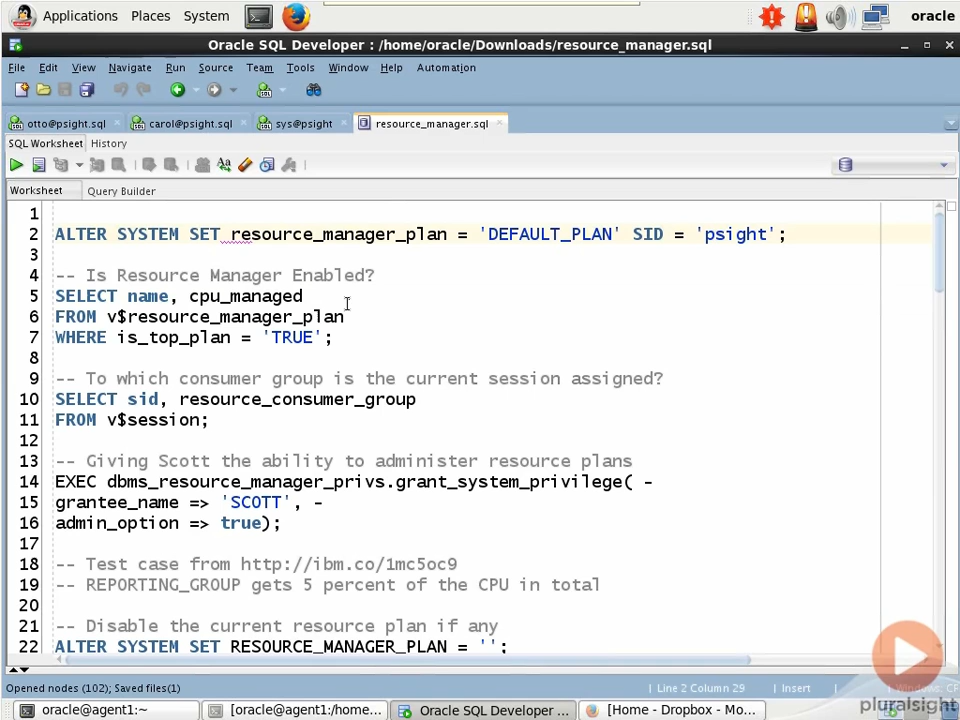 Applications Places System oracle
Oracle SQL Developer : /home/oracle/Downloads/resource_manager.sql
File Edit View Navigate Run Source Team Tools Window Help Automation
otto@psight.sql carol@psight.sql sys@psight resource_manager.sql
SQL Worksheet History
Worksheet Query Builder
1
2 ALTER SYSTEM SET resource_manager_plan = 'DEFAULT_PLAN' SID = 'psight';
3
4 -- Is Resource Manager Enabled?
5 SELECT name, cpu_managed
6 FROM v$resource_manager_plan
7 WHERE is_top_plan = 'TRUE';
8
9 -- To which consumer group is the current session assigned?
10 SELECT sid, resource_consumer_group
11 FROM v$session;
12
13 -- Giving Scott the ability to administer resource plans
14 EXEC dbms_resource_manager_privs.grant_system_privilege( -
15 grantee_name => 'SCOTT', -
16 admin_option => true);
17
18 -- Test case from http://ibm.co/1mc5oc9
19 -- REPORTING_GROUP gets 5 percent of the CPU in total
20
21 -- Disable the current resource plan if any
22 ALTER SYSTEM SET RESOURCE_MANAGER_PLAN = '';
Opened nodes (102); Saved files(1) Line 2 Column 29 Insert
pluralsight
oracle@agent1:~ [oracle@agent1:/home... Oracle SQL Developer ... [Home - Dropbox - Mo...